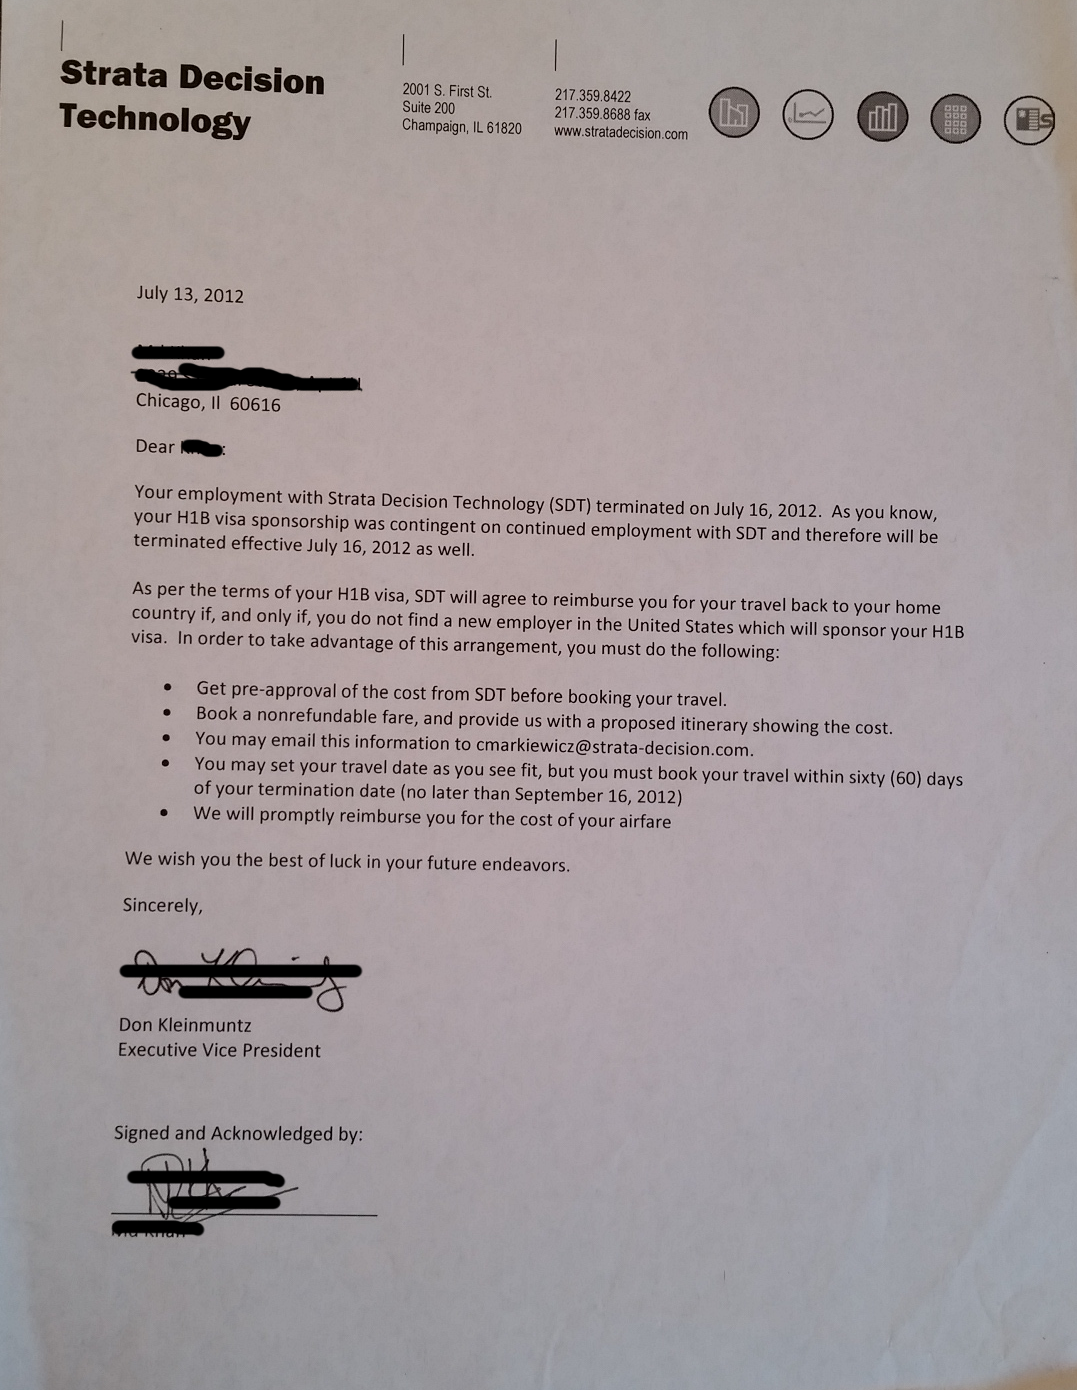 Strata Decision
Technology
2001 S. First St.
Suite 200
Champaign, IL 61820
217.359.8422
217.359.8688 fax
www.stratadecision.com
July 13, 2012
Chicago, Il  60616
Dear :
Your employment with Strata Decision Technology (SDT) terminated on July 16, 2012.  As you know,
your H1B visa sponsorship was contingent on continued employment with SDT and therefore will be
terminated effective July 16, 2012 as well.
As per the terms of your H1B visa, SDT will agree to reimburse you for your travel back to your home
country if, and only if, you do not find a new employer in the United States which will sponsor your H1B
visa.  In order to take advantage of this arrangement, you must do the following:
• Get pre-approval of the cost from SDT before booking your travel.
• Book a nonrefundable fare, and provide us with a proposed itinerary showing the cost.
• You may email this information to cmarkiewicz@strata-decision.com.
• You may set your travel date as you see fit, but you must book your travel within sixty (60) days
of your termination date (no later than September 16, 2012)
• We will promptly reimburse you for the cost of your airfare
We wish you the best of luck in your future endeavors.
Sincerely,
Don Kleinmuntz
Executive Vice President
Signed and Acknowledged by: